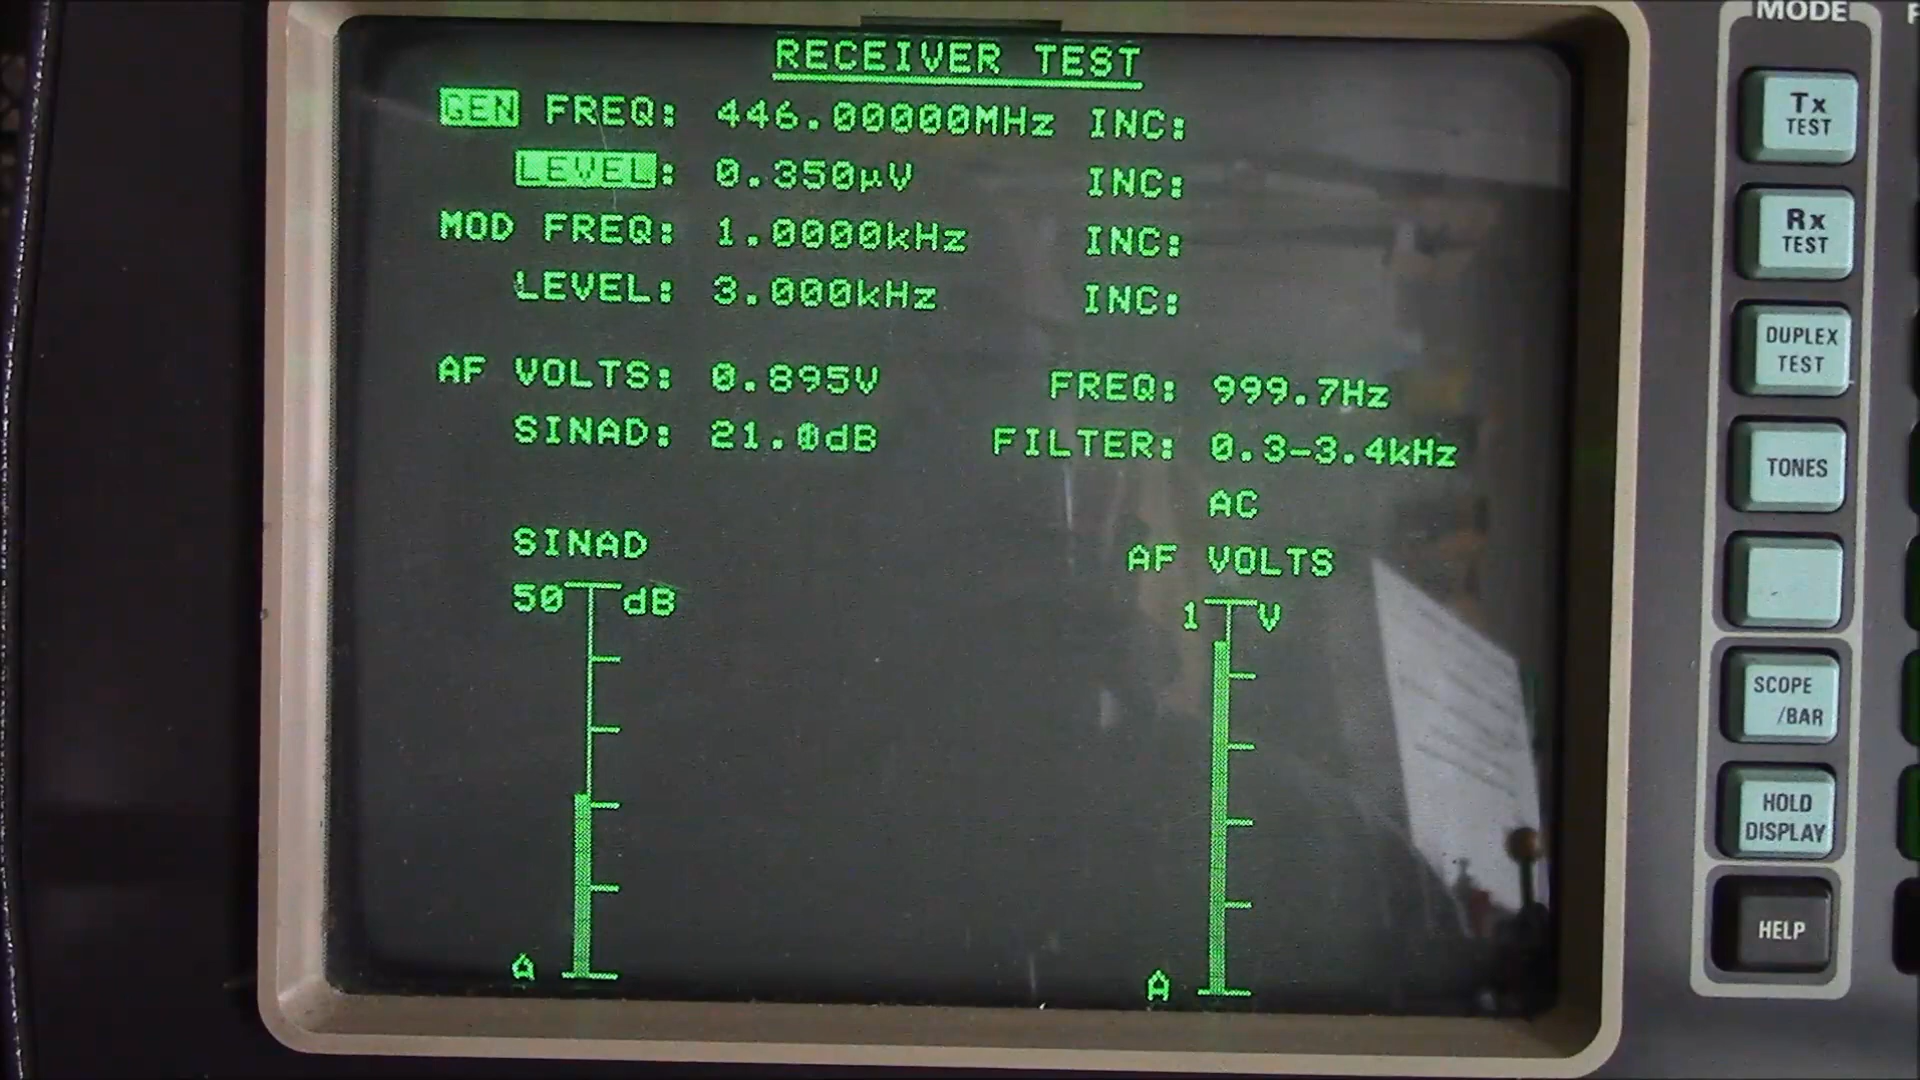 RECEIVER TEST
GEN FREQ: 446.00000MHz INC:
LEVEL: 0.350µV INC:
MOD FREQ: 1.0000kHz INC:
LEVEL: 3.000kHz INC:
AF VOLTS: 0.895V FREQ: 999.7Hz
SINAD: 21.0dB FILTER: 0.3-3.4kHz
AC
SINAD AF VOLTS
50 dB 1 V
A A
MODE
Tx TEST
Rx TEST
DUPLEX TEST
TONES
SCOPE /BAR
HOLD DISPLAY
HELP